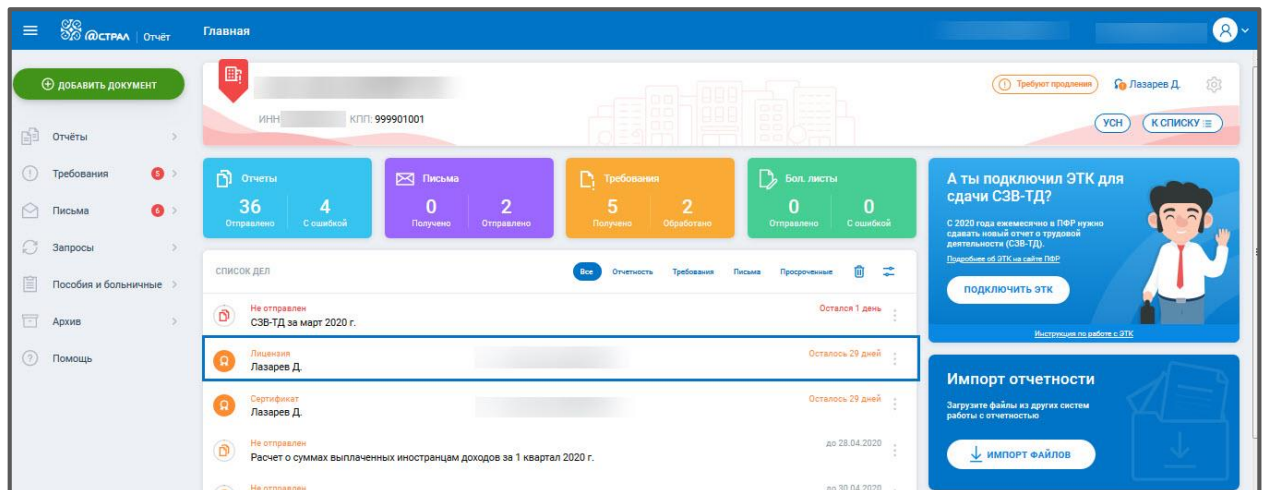 @СТРАЛ | Отчёт
Главная
ДОБАВИТЬ ДОКУМЕНТ
Отчёты
Требования 5
Письма 6
Запросы
Пособия и больничные
Архив
Помощь
Требуют продления
Лазарев Д.
ИНН КПП: 999901001
УСН
К СПИСКУ
Отчеты
36 4
Отправлено С ошибкой
Письма
0 2
Получено Отправлено
Требования
5 2
Получено Обработано
Бол. листы
0 0
Отправлено С ошибкой
СПИСОК ДЕЛ
Все Отчетность Требования Письма Просроченные
Не отправлен
СЗВ-ТД за март 2020 г.
Остался 1 день
Лицензия
Лазарев Д.
Осталось 29 дней
Сертификат
Лазарев Д.
Осталось 29 дней
Не отправлен
Расчет о суммах выплаченных иностранцам доходов за 1 квартал 2020 г.
до 28.04.2020
Не отправлен
до 30.04.2020
А ты подключил ЭТК для
сдачи СЗВ-ТД?
С 2020 года ежемесячно в ПФР нужно
сдавать новый отчет о трудовой
деятельности (СЗВ-ТД).
Подробнее об ЭТК на сайте ПФР
ПОДКЛЮЧИТЬ ЭТК
Инструкция по работе с ЭТК
Импорт отчетности
Загрузите файлы из других систем
работы с отчетностью
ИМПОРТ ФАЙЛОВ